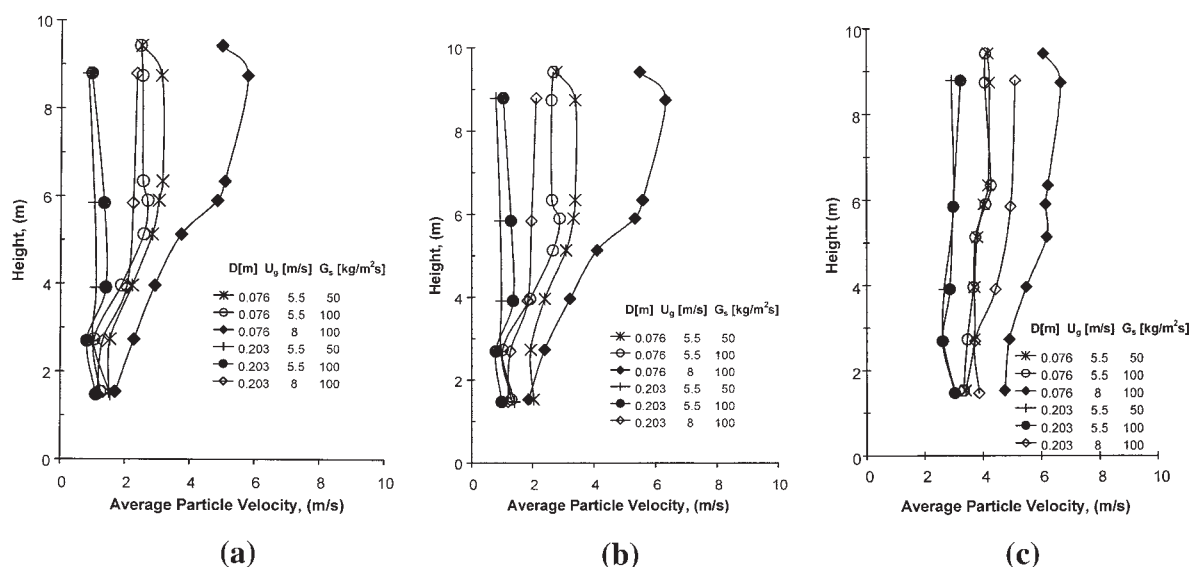 10
8
6
4
2
0
Height, (m)
0 2 4 6 8 10
Average Particle Velocity, (m/s)
D[m] Ug [m/s] Gs [kg/m²s]
0.076 5.5 50
0.076 5.5 100
0.076 8 100
0.203 5.5 50
0.203 5.5 100
0.203 8 100
(a)
10
8
6
4
2
0
Height, (m)
0 2 4 6 8 10
Average Particle Velocity, (m/s)
D[m] Ug [m/s] Gs [kg/m²s]
0.076 5.5 50
0.076 5.5 100
0.076 8 100
0.203 5.5 50
0.203 5.5 100
0.203 8 100
(b)
10
8
6
4
2
0
Height (m)
0 2 4 6 8 10
Average Particle Velocity, (m/s)
D[m] Ug [m/s] Gs [kg/m²s]
0.076 5.5 50
0.076 5.5 100
0.076 8 100
0.203 5.5 50
0.203 5.5 100
0.203 8 100
(c)